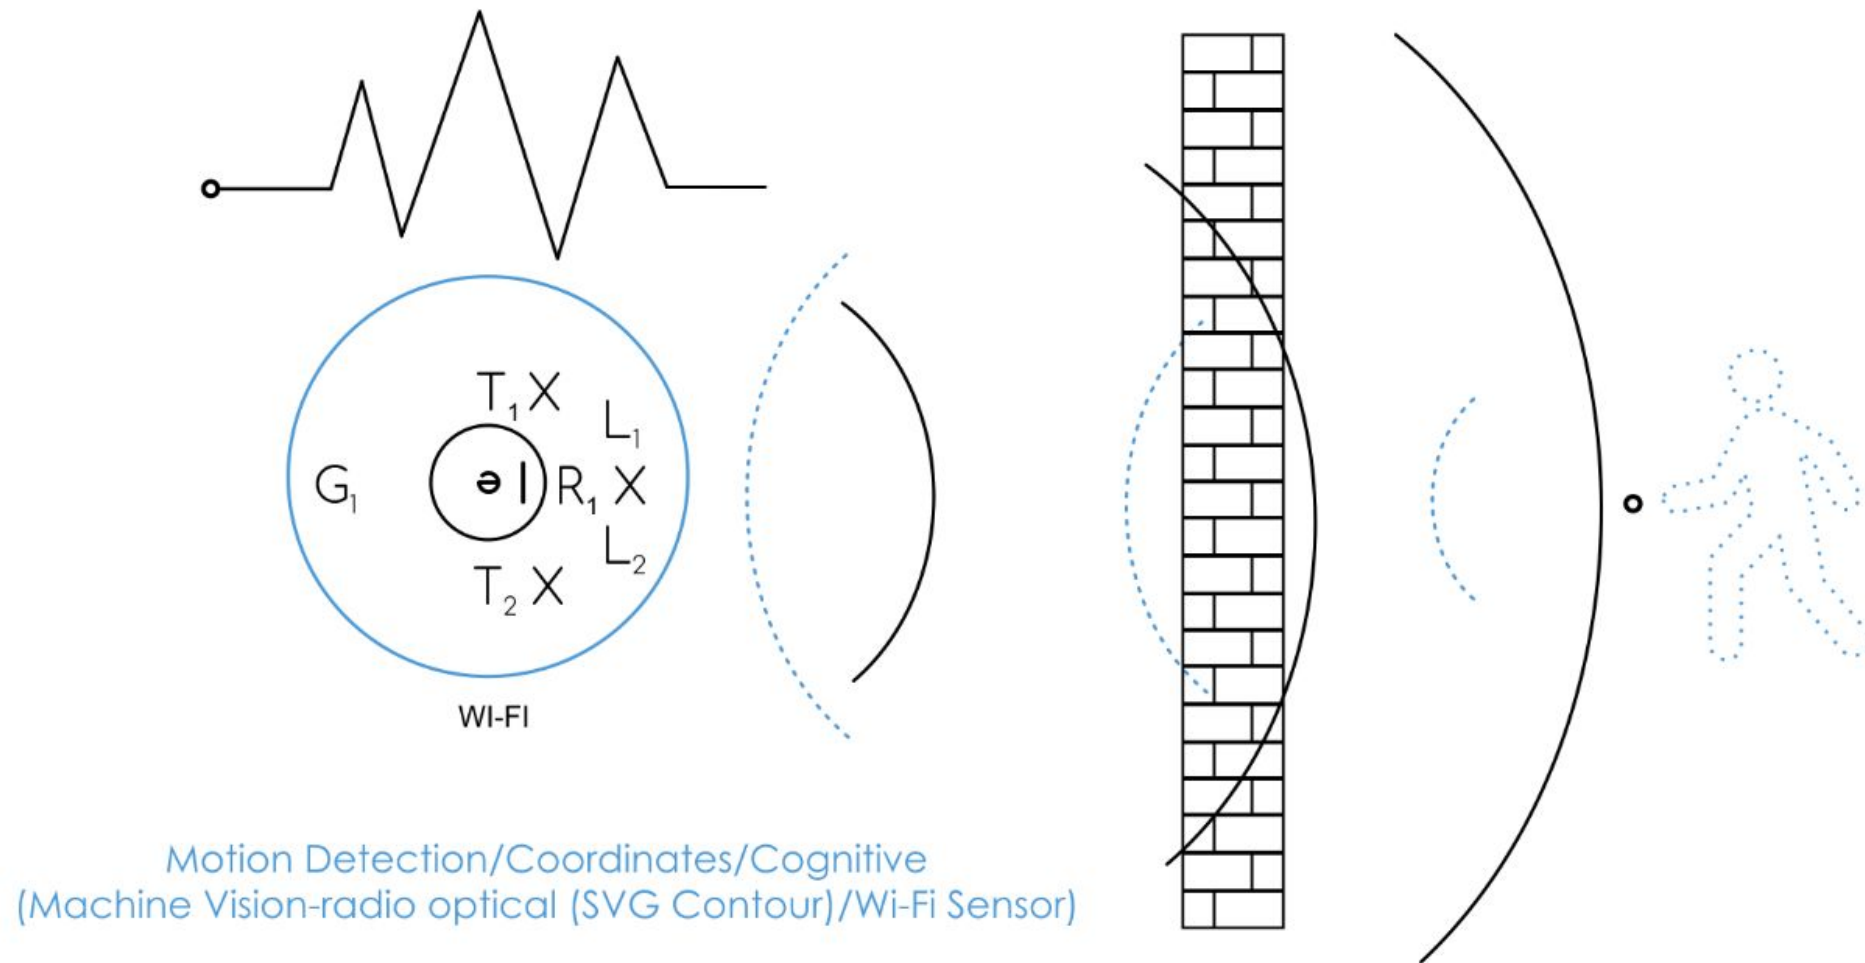 T₁X
L₁
G₁
ə
R₁ X
L₂
T₂ X
WI-FI
Motion Detection/Coordinates/Cognitive
(Machine Vision-radio optical (SVG Contour)/Wi-Fi Sensor)